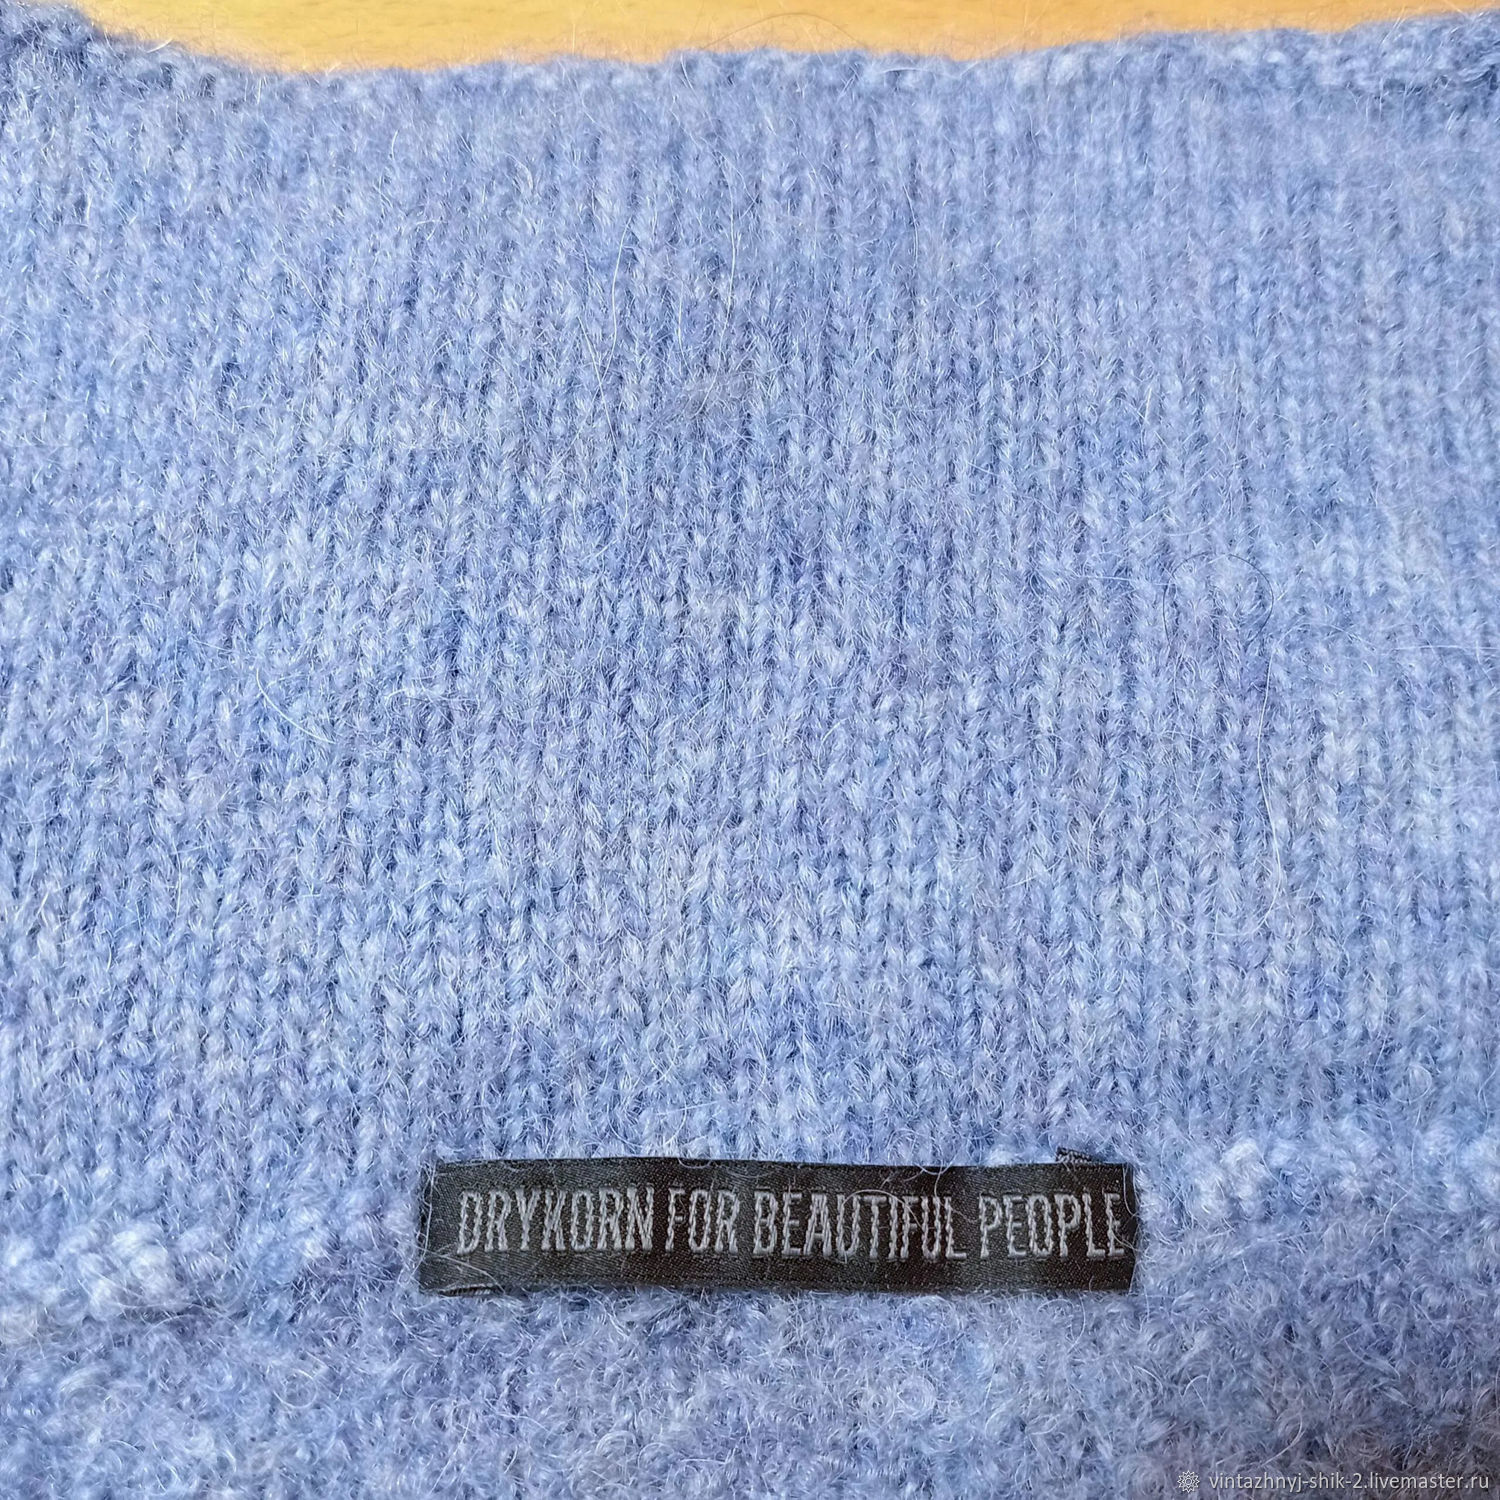 DRYKORN FOR BEAUTIFUL PEOPLE
vintazhnyj-shik-2.livemaster.ru